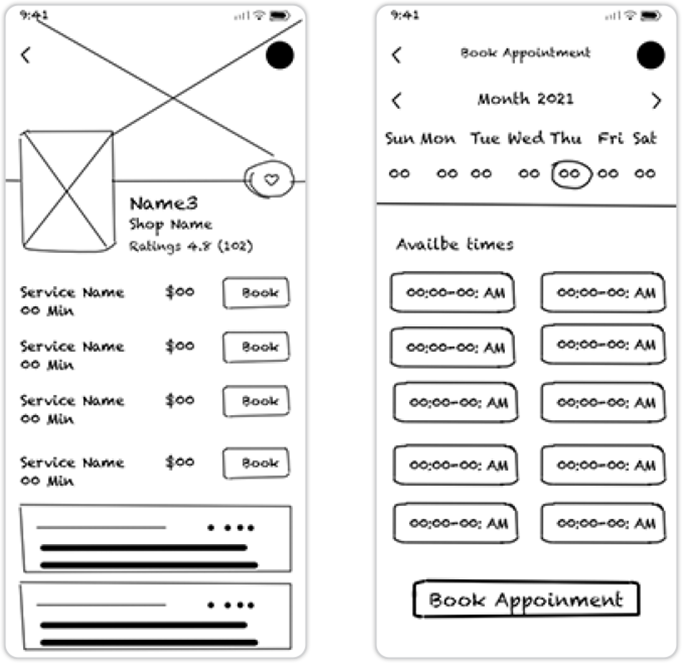 9:41
Name3
Shop Name
Ratings 4.8 (102)
Service Name $00 Book
00 Min
Service Name $00 Book
00 Min
Service Name $00 Book
00 Min
Service Name $00 Book
00 Min
9:41
Book Appointment
Month 2021
Sun Mon Tue Wed Thu Fri Sat
00 00 00 00 00 00 00
Availbe times
00:00-00: AM 00:00-00: AM
00:00-00: AM 00:00-00: AM
00:00-00: AM 00:00-00: AM
00:00-00: AM 00:00-00: AM
00:00-00: AM 00:00-00: AM
Book Appoinment